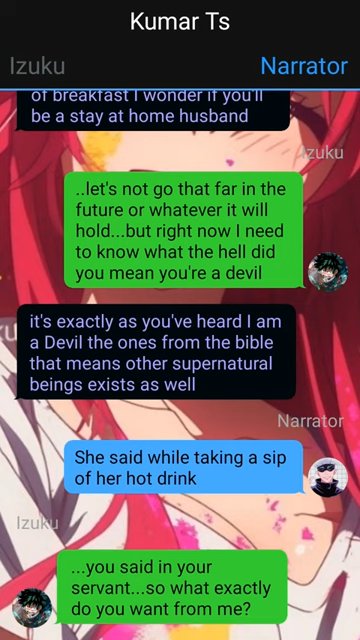 Kumar Ts
Izuku
Narrator
of breakfast I wonder if you'll
be a stay at home husband
Izuku
..let's not go that far in the
future or whatever it will
hold...but right now I need
to know what the hell did
you mean you're a devil
it's exactly as you've heard I am
a Devil the ones from the bible
that means other supernatural
beings exists as well
Narrator
She said while taking a sip
of her hot drink
Izuku
...you said in your
servant...so what exactly
do you want from me?